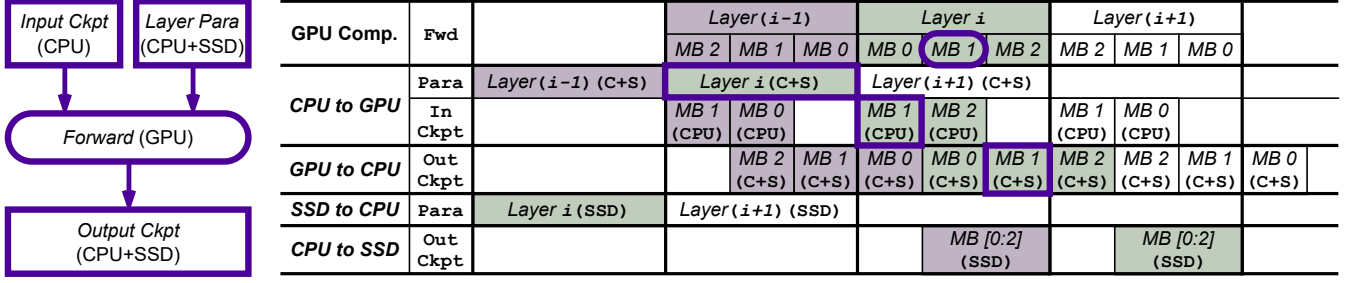 Input Ckpt
(CPU)
Layer Para
(CPU+SSD)
Forward (GPU)
Output Ckpt
(CPU+SSD)
GPU Comp. Fwd Layer(i-1) Layer i Layer(i+1)
MB 2 MB 1 MB 0 MB 0 MB 1 MB 2 MB 2 MB 1 MB 0
CPU to GPU Para Layer(i-1) (C+S) Layer i(C+S) Layer(i+1) (C+S)
In Ckpt MB 1 MB 0 MB 1 MB 2 MB 1 MB 0
(CPU) (CPU) (CPU) (CPU) (CPU) (CPU)
GPU to CPU Out Ckpt MB 2 MB 1 MB 0 MB 0 MB 1 MB 2 MB 2 MB 1 MB 0
(C+S) (C+S) (C+S) (C+S) (C+S) (C+S) (C+S) (C+S) (C+S)
SSD to CPU Para Layer i(SSD) Layer(i+1) (SSD)
CPU to SSD Out Ckpt MB [0:2] MB [0:2]
(SSD) (SSD)